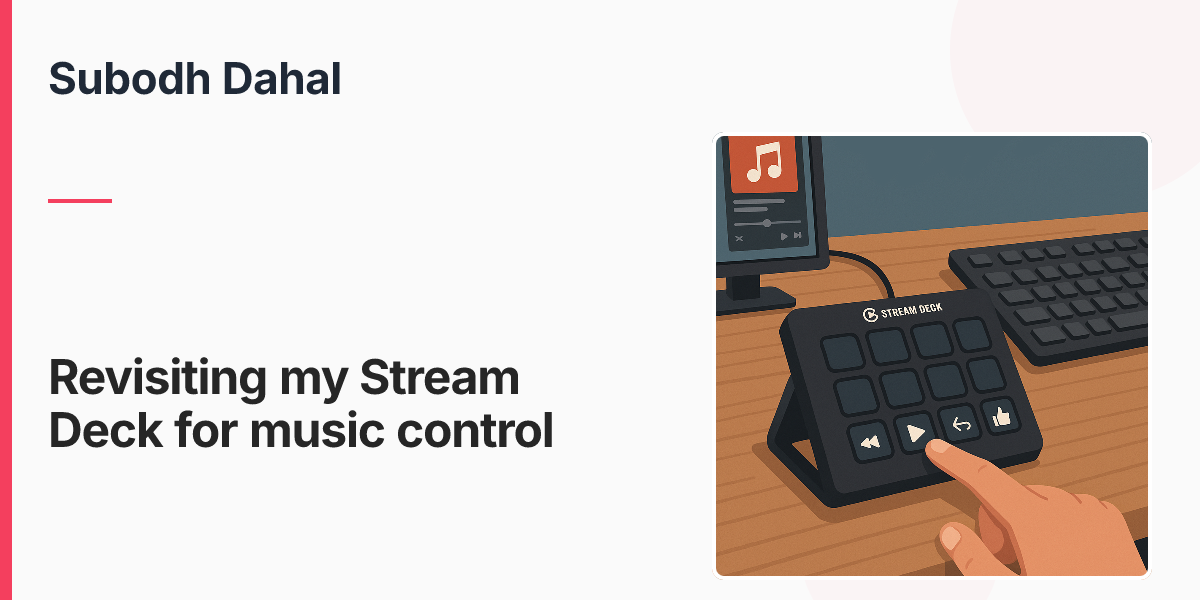 Subodh Dahal
Revisiting my Stream
Deck for music control
STREAM DECK